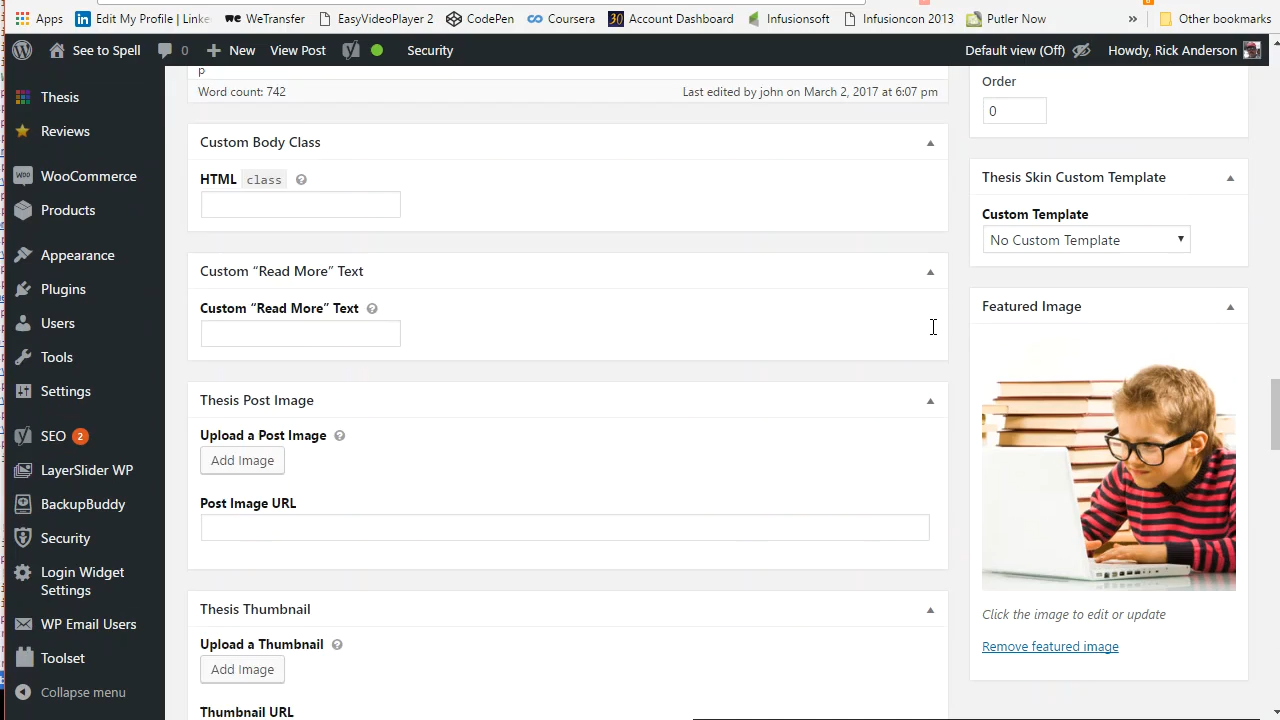 Apps
Edit My Profile | Linke
WeTransfer
EasyVideoPlayer 2
CodePen
Coursera
30
Account Dashboard
Infusionsoft
Infusioncon 2013
Putler Now
»
Other bookmarks
See to Spell
0
New
View Post
Security
Default view (Off)
Howdy, Rick Anderson
Thesis
Reviews
WooCommerce
Products
Appearance
Plugins
Users
Tools
Settings
SEO 2
LayerSlider WP
BackupBuddy
Security
Login Widget
Settings
WP Email Users
Toolset
Collapse menu
p
Word count: 742
Last edited by john on March 2, 2017 at 6:07 pm
Custom Body Class
HTML class
Custom “Read More” Text
Custom “Read More” Text
Thesis Post Image
Upload a Post Image
Add Image
Post Image URL
Thesis Thumbnail
Upload a Thumbnail
Add Image
Thumbnail URL
Order
0
Thesis Skin Custom Template
Custom Template
No Custom Template
Featured Image
Click the image to edit or update
Remove featured image